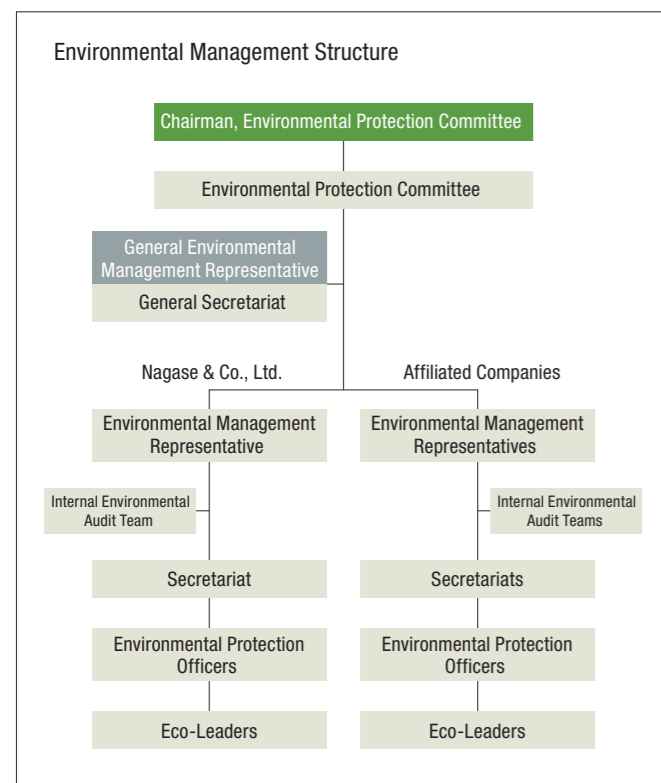 Environmental Management Structure
Chairman, Environmental Protection Committee
Environmental Protection Committee
General Environmental
Management Representative
General Secretariat
Nagase & Co., Ltd.
Affiliated Companies
Environmental Management
Representative
Environmental Management
Representatives
Internal Environmental
Audit Team
Internal Environmental
Audit Teams
Secretariat
Secretariats
Environmental Protection
Officers
Environmental Protection
Officers
Eco-Leaders
Eco-Leaders